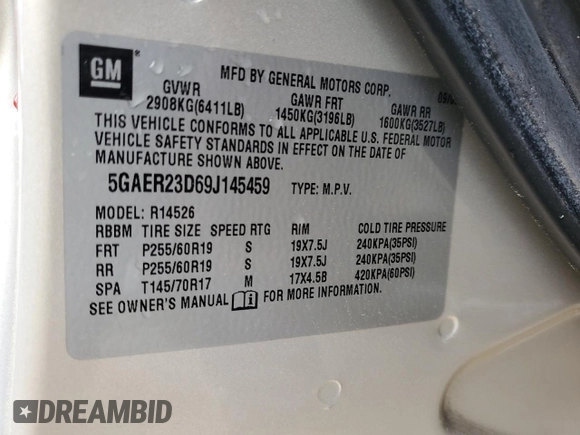 GM
MFD BY GENERAL MOTORS CORP.
GVWR GAWR FRT GAWR RR
2908KG(6411LB) 1450KG(3196LB) 1600KG(3527LB)
THIS VEHICLE CONFORMS TO ALL APPLICABLE U.S. FEDERAL MOTOR
VEHICLE SAFETY STANDARDS IN EFFECT ON THE DATE OF
MANUFACTURE SHOWN ABOVE.
5GAER23D69J145459 TYPE: M.P.V.
MODEL: R14526
RBBM TIRE SIZE SPEED RTG RIM COLD TIRE PRESSURE
FRT P255/60R19 S 19X7.5J 240KPA(35PSI)
RR P255/60R19 S 19X7.5J 240KPA(35PSI)
SPA T145/70R17 M 17X4.5B 420KPA(60PSI)
SEE OWNER'S MANUAL FOR MORE INFORMATION.
DREAMBID